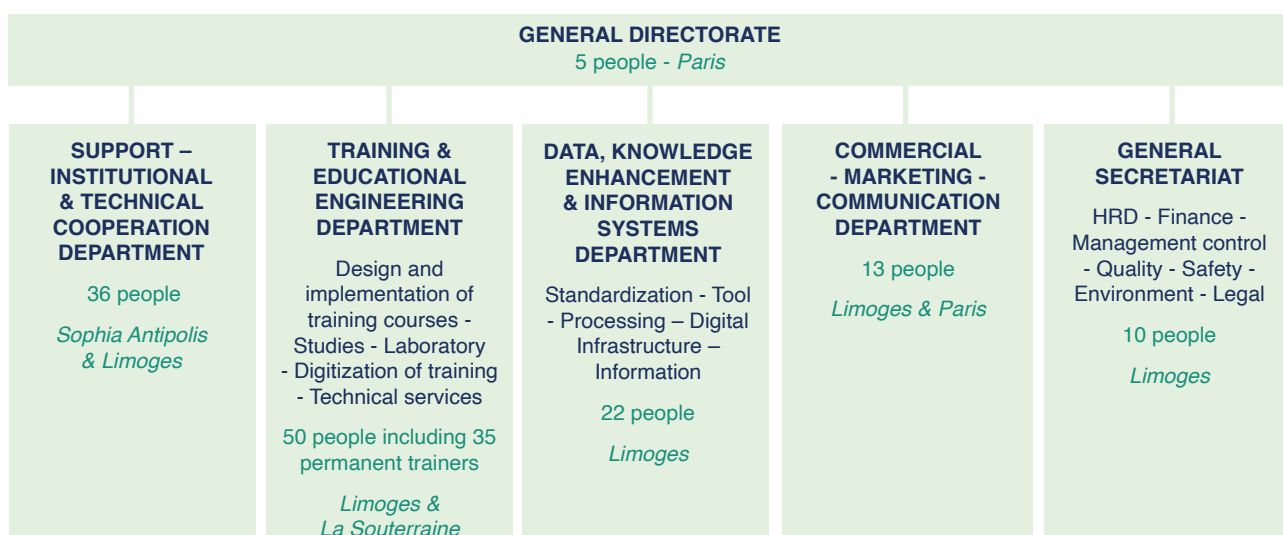 GENERAL DIRECTORATE
5 people - Paris
SUPPORT –
INSTITUTIONAL
& TECHNICAL
COOPERATION
DEPARTMENT
36 people
Sophia Antipolis
& Limoges
TRAINING &
EDUCATIONAL
ENGINEERING
DEPARTMENT
Design and
implementation of
training courses -
Studies - Laboratory
- Digitization of training
- Technical services
50 people including 35
permanent trainers
Limoges &
La Souterraine
DATA, KNOWLEDGE
ENHANCEMENT
& INFORMATION
SYSTEMS
DEPARTMENT
Standardization - Tool
- Processing – Digital
Infrastructure –
Information
22 people
Limoges
COMMERCIAL
- MARKETING -
COMMUNICATION
DEPARTMENT
13 people
Limoges & Paris
GENERAL
SECRETARIAT
HRD - Finance -
Management control
- Quality - Safety -
Environment - Legal
10 people
Limoges